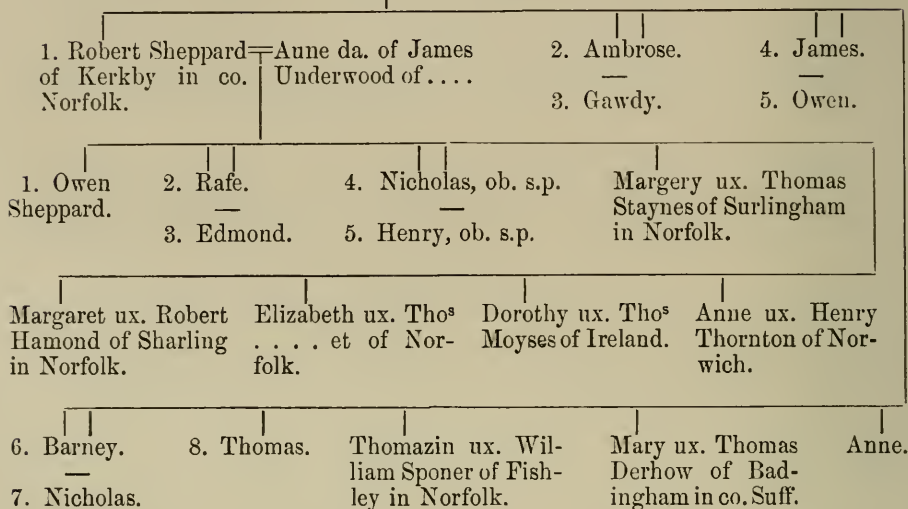 1. Robert Sheppard
of Kerkby in co.
Norfolk.
Aune da. of James
Underwood of . . . .
2. Ambrose.
—
3. Gawdy.
4. James.
—
5. Owen.
1. Owen
Sheppard.
2. Rafe.
—
3. Edmond.
4. Nicholas, ob. s.p.
—
5. Henry, ob. s.p.
Margery ux. Thomas
Staynes of Surlingham
in Norfolk.
Margaret ux. Robert
Hamond of Sharling
in Norfolk.
Elizabeth ux. Thoˢ
. . . . et of Nor-
folk.
Dorothy ux. Thoˢ
Moyses of Ireland.
Anne ux. Henry
Thornton of Nor-
wich.
6. Barney.
—
7. Nicholas.
8. Thomas.
Thomazin ux. Wil-
liam Sponer of Fish-
ley in Norfolk.
Mary ux. Thomas
Derhow of Bad-
ingham in co. Suff.
Anne.